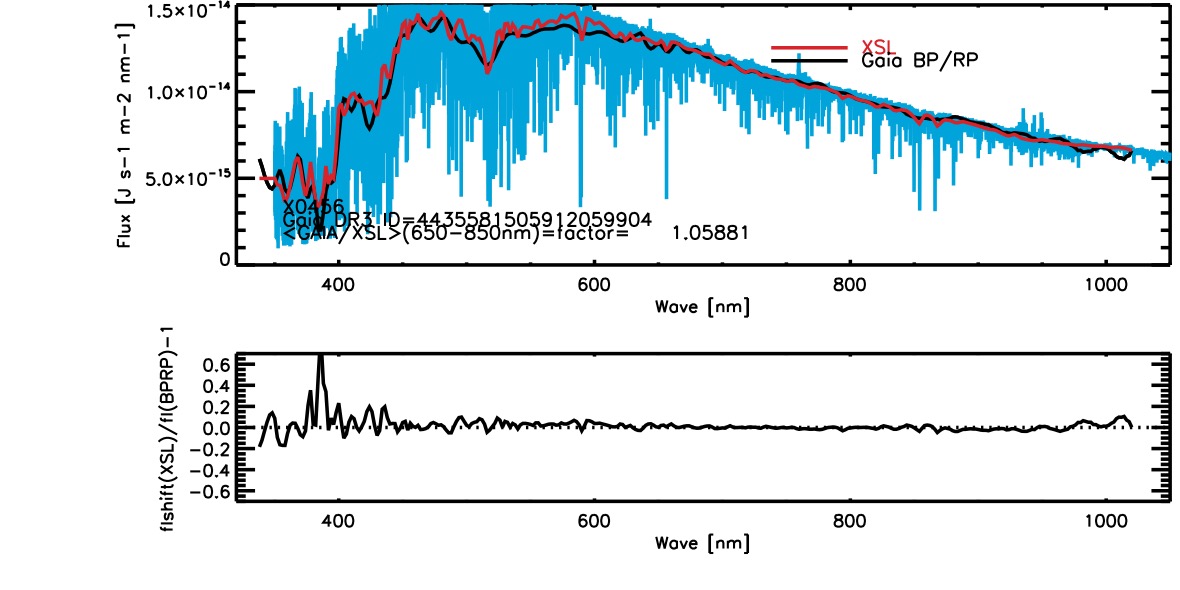 1.5×10−14
XSL
Gaia BP/RP
1.0×10−14
5.0×10−15
X0456
Gaia DR3 ID=4435581505912059904
<GAIA/XSL>(650−850nm)=factor= 1.05881
0
Flux [J s−1 m−2 nm−1]
400 600 800 1000
Wave [nm]
0.6
0.4
0.2
0.0
−0.2
−0.4
−0.6
flshift(XSL)/fl(BPRP)−1
400 600 800 1000
Wave [nm]